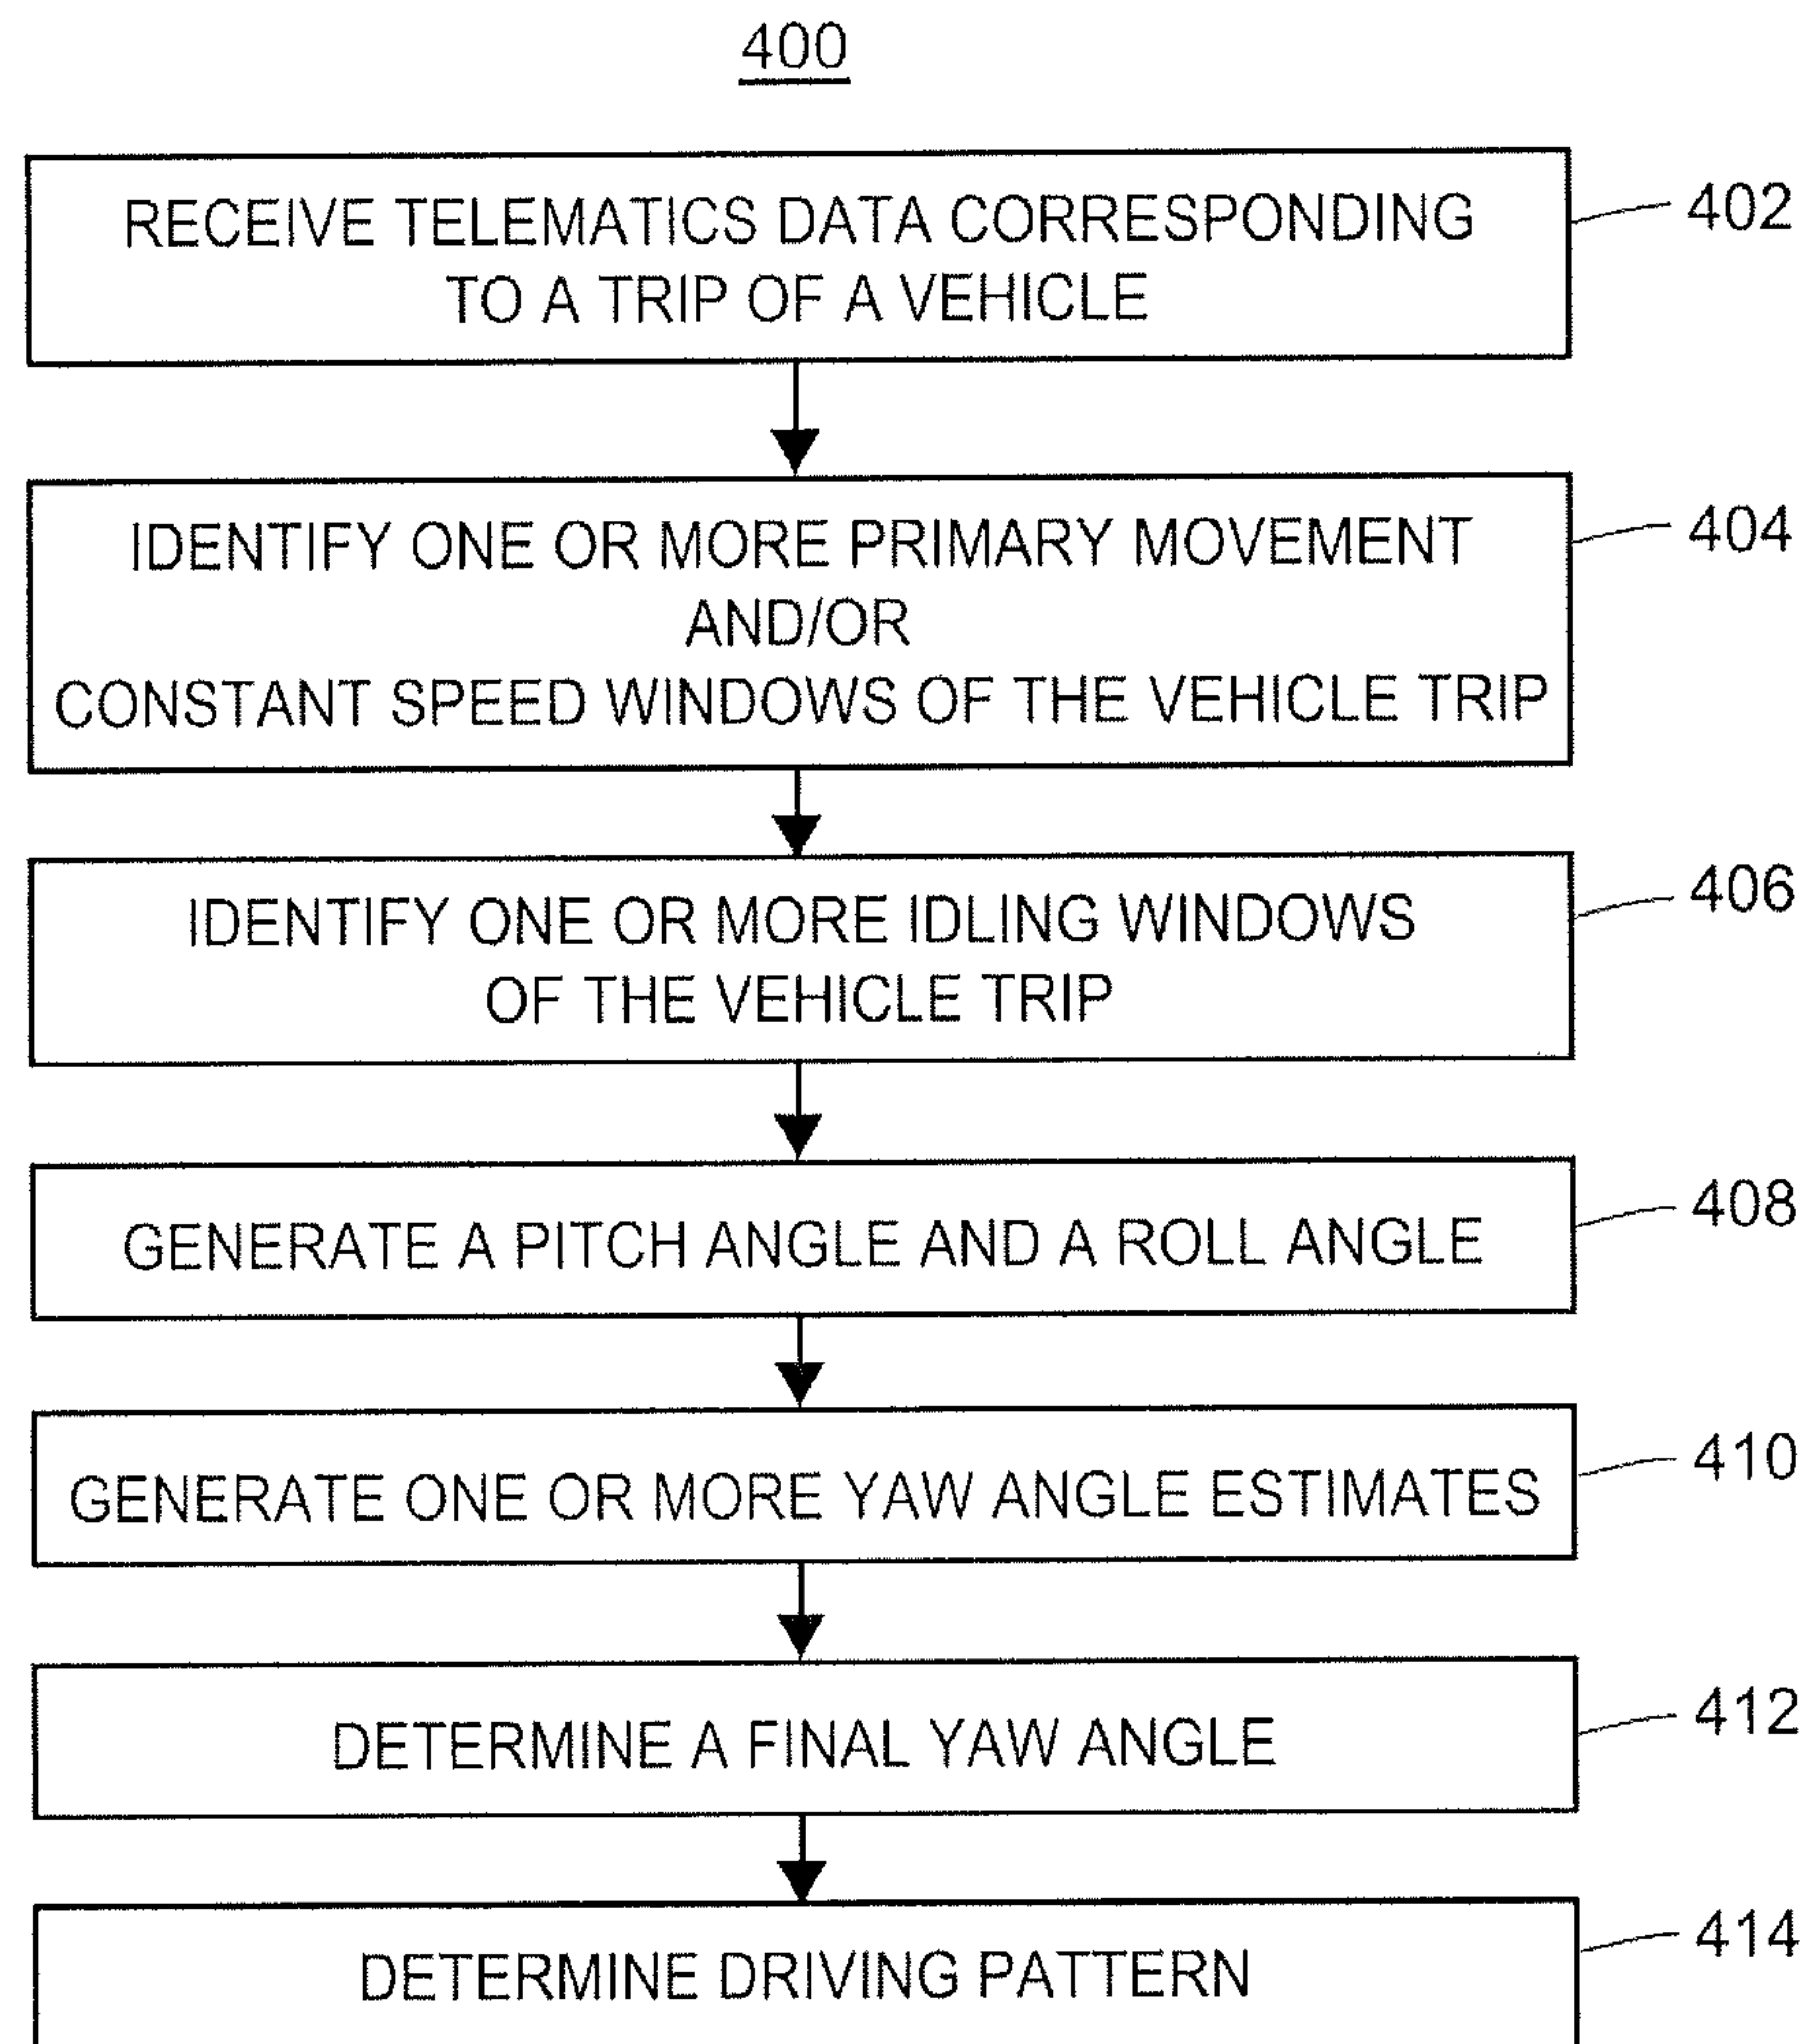 400
RECEIVE TELEMATICS DATA CORRESPONDING
TO A TRIP OF A VEHICLE
402
IDENTIFY ONE OR MORE PRIMARY MOVEMENT
AND/OR
CONSTANT SPEED WINDOWS OF THE VEHICLE TRIP
404
IDENTIFY ONE OR MORE IDLING WINDOWS
OF THE VEHICLE TRIP
406
GENERATE A PITCH ANGLE AND A ROLL ANGLE
408
GENERATE ONE OR MORE YAW ANGLE ESTIMATES
410
DETERMINE A FINAL YAW ANGLE
412
DETERMINE DRIVING PATTERN
414